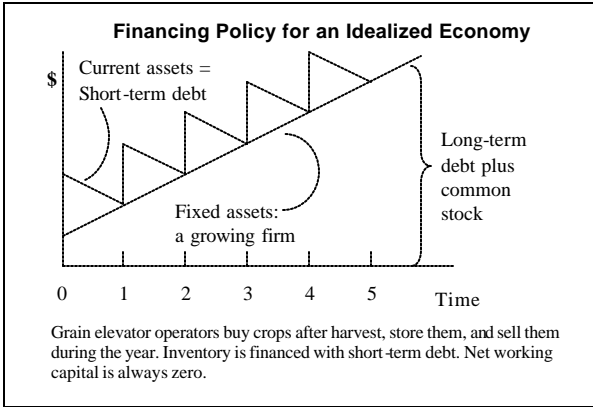 Financing Policy for an Idealized Economy
$
Current assets =
Short-term debt
Long-term
debt plus
common
stock
Fixed assets:
a growing firm
0 1 2 3 4 5 Time
Grain elevator operators buy crops after harvest, store them, and sell them
during the year. Inventory is financed with short-term debt. Net working
capital is always zero.